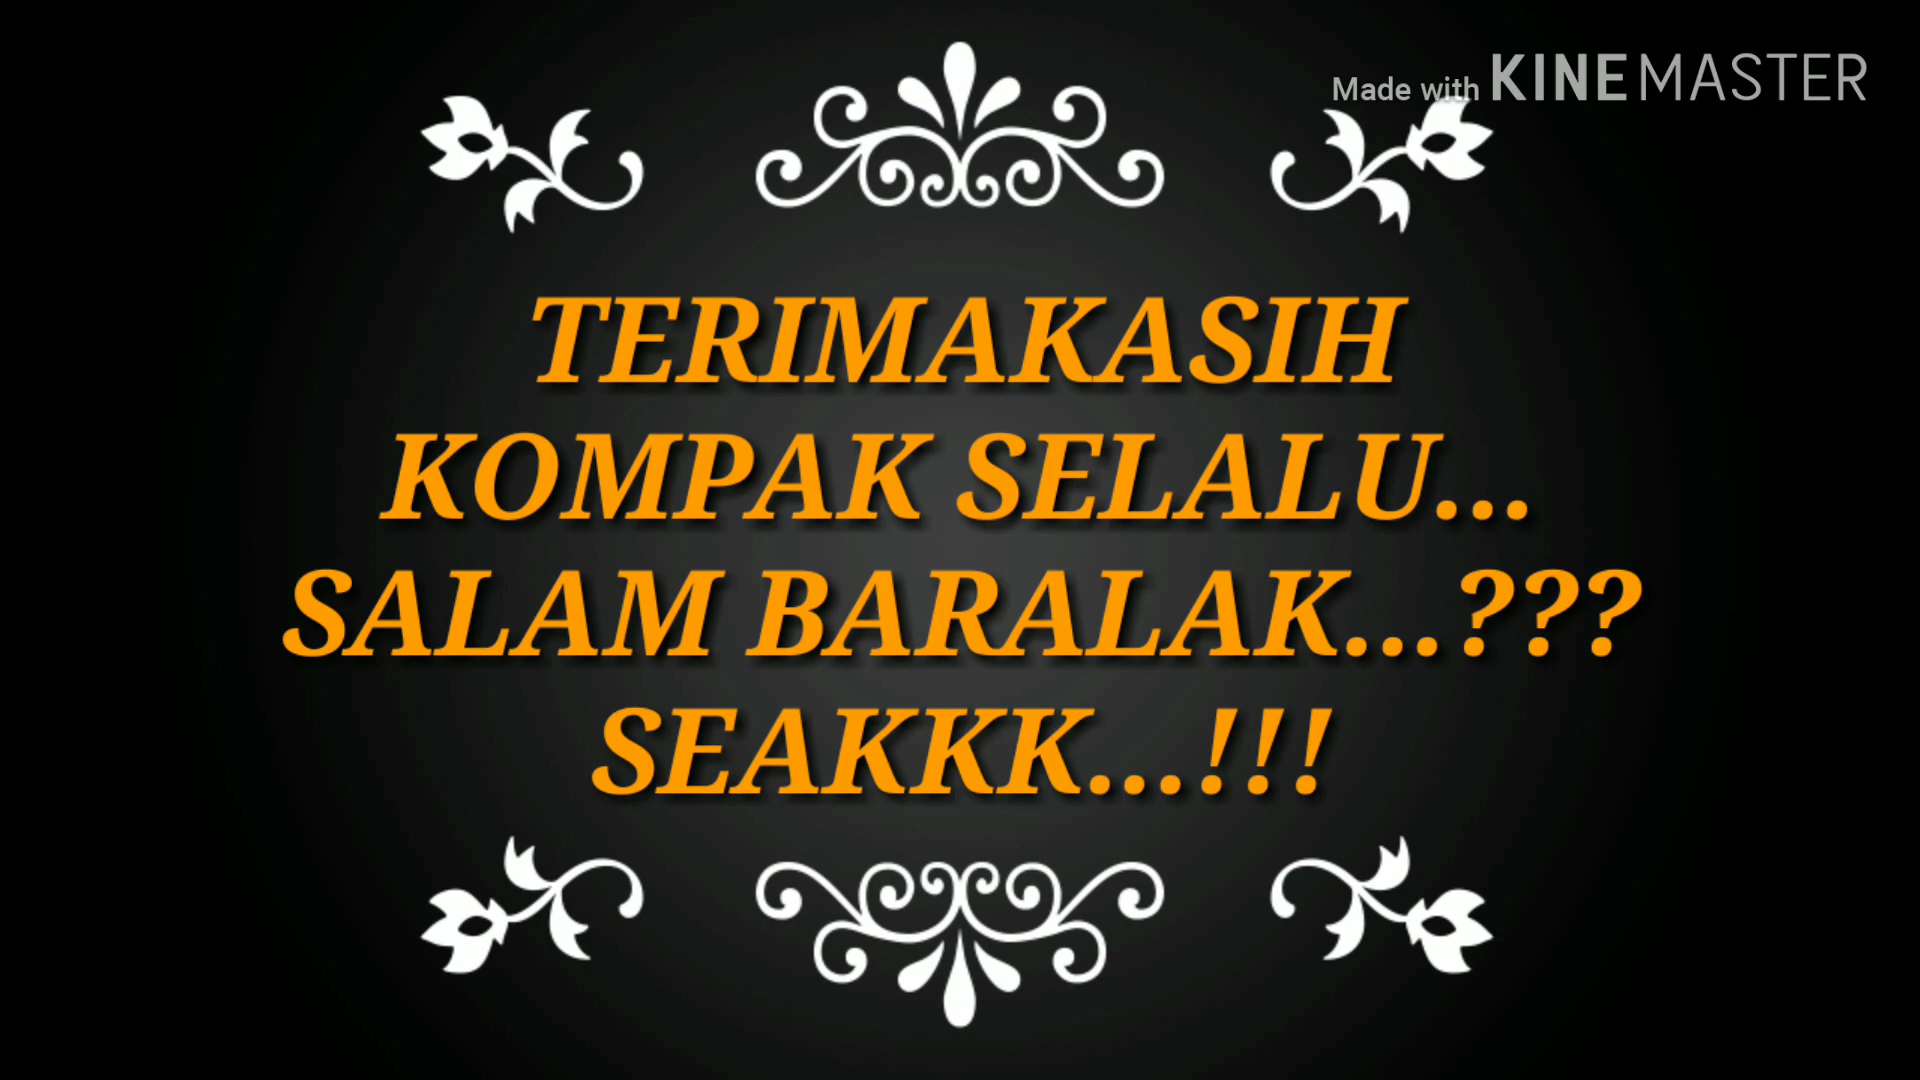 Made with KINEMASTER
TERIMAKASIH
KOMPAK SELALU...
SALAM BARALAK...???
SEAKKK...!!!